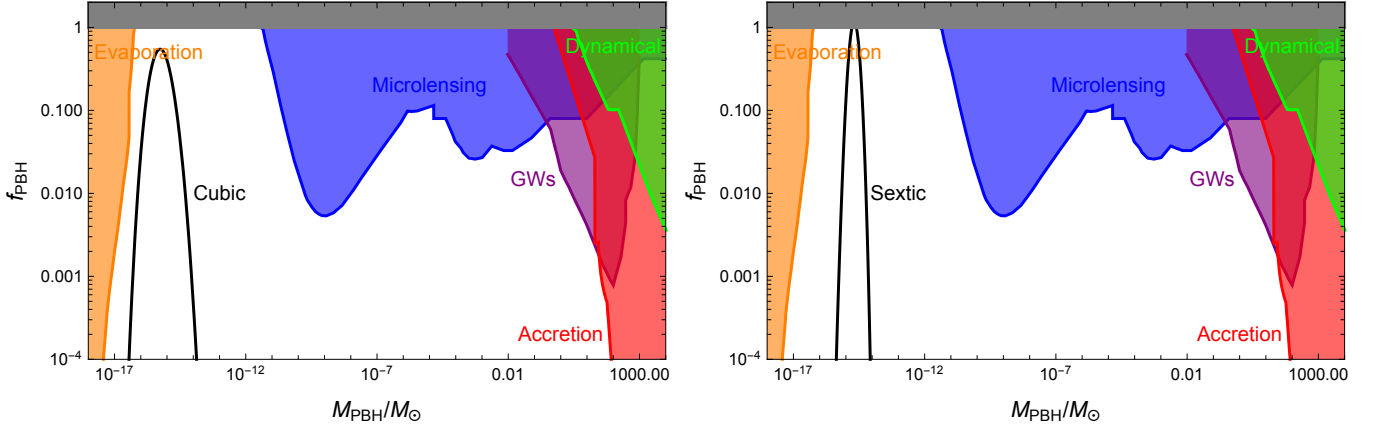 1
0.100
0.010
0.001
10⁻⁴
f_PBH
Evaporation
Microlensing
Dynamical
Cubic
GWs
Accretion
10⁻¹⁷
10⁻¹²
10⁻⁷
0.01
1000.00
M_PBH/M_⊙
1
0.100
0.010
0.001
10⁻⁴
f_PBH
Evaporation
Microlensing
Dynamical
Sextic
GWs
Accretion
10⁻¹⁷
10⁻¹²
10⁻⁷
0.01
1000.00
M_PBH/M_⊙